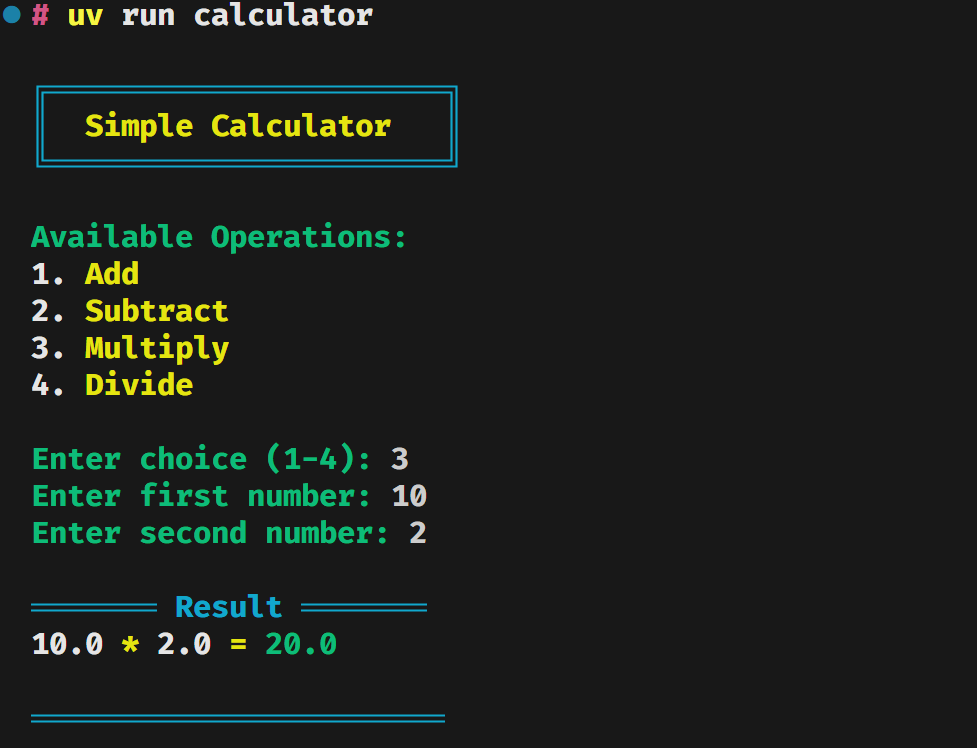 # uv run calculator
Simple Calculator
Available Operations:
1. Add
2. Subtract
3. Multiply
4. Divide
Enter choice (1-4): 3
Enter first number: 10
Enter second number: 2
═══════ Result ═══════
10.0 * 2.0 = 20.0
═══════════════════════